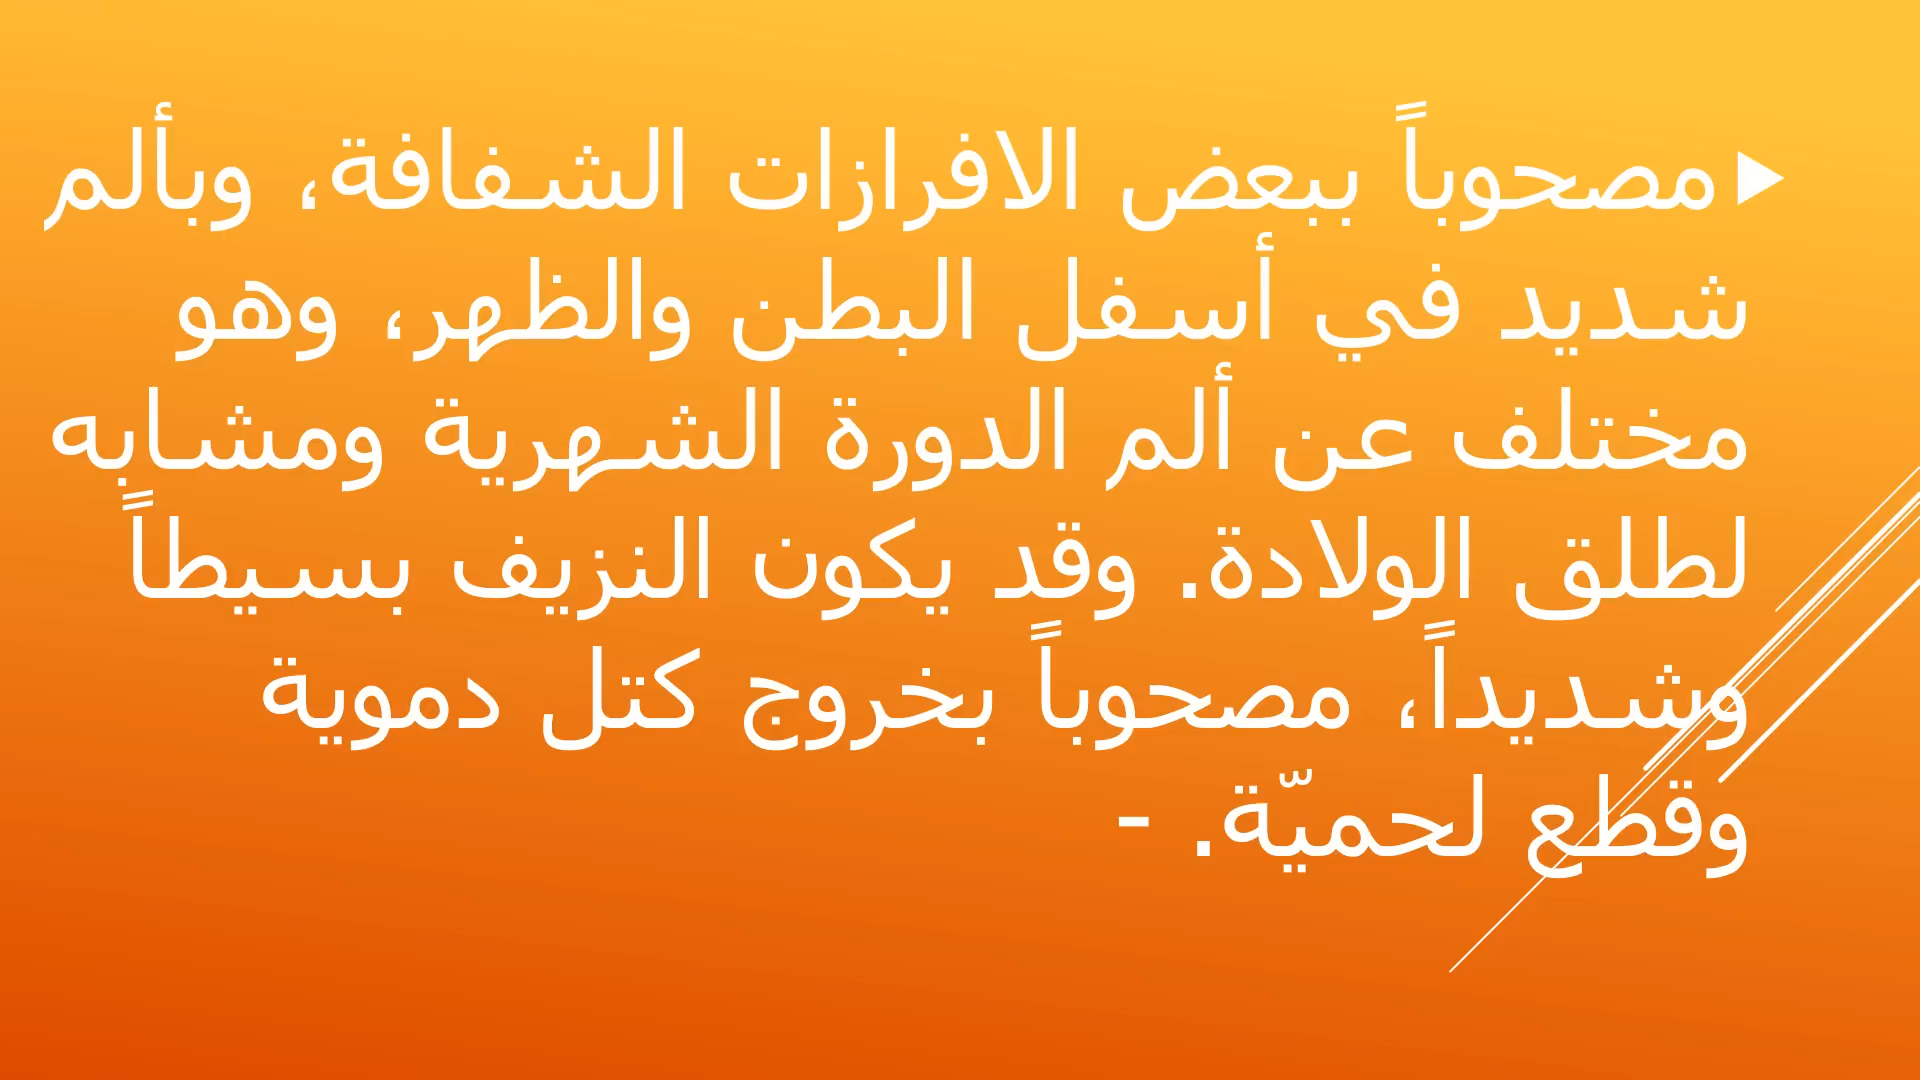 مصحوباً ببعض الافرازات الشفافة، وبألم
شديد في أسفل البطن والظهر، وهو
مختلف عن ألم الدورة الشهرية ومشابه
لطلق الولادة. وقد يكون النزيف بسيطاً
وشديداً، مصحوباً بخروج كتل دموية
وقطع لحميّة. -